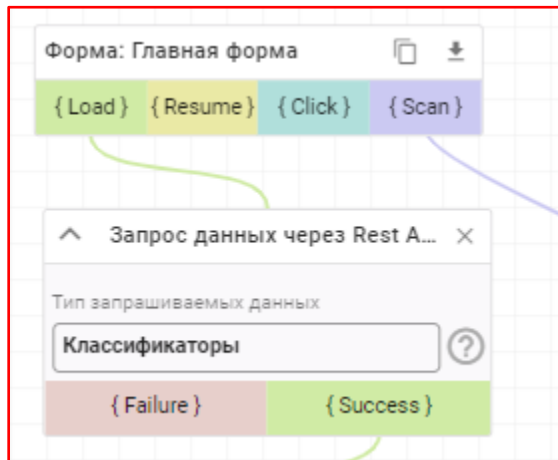 Форма: Главная форма
{ Load } { Resume } { Click } { Scan }
Запрос данных через Rest A...
Тип запрашиваемых данных
Классификаторы
{ Failure } { Success }